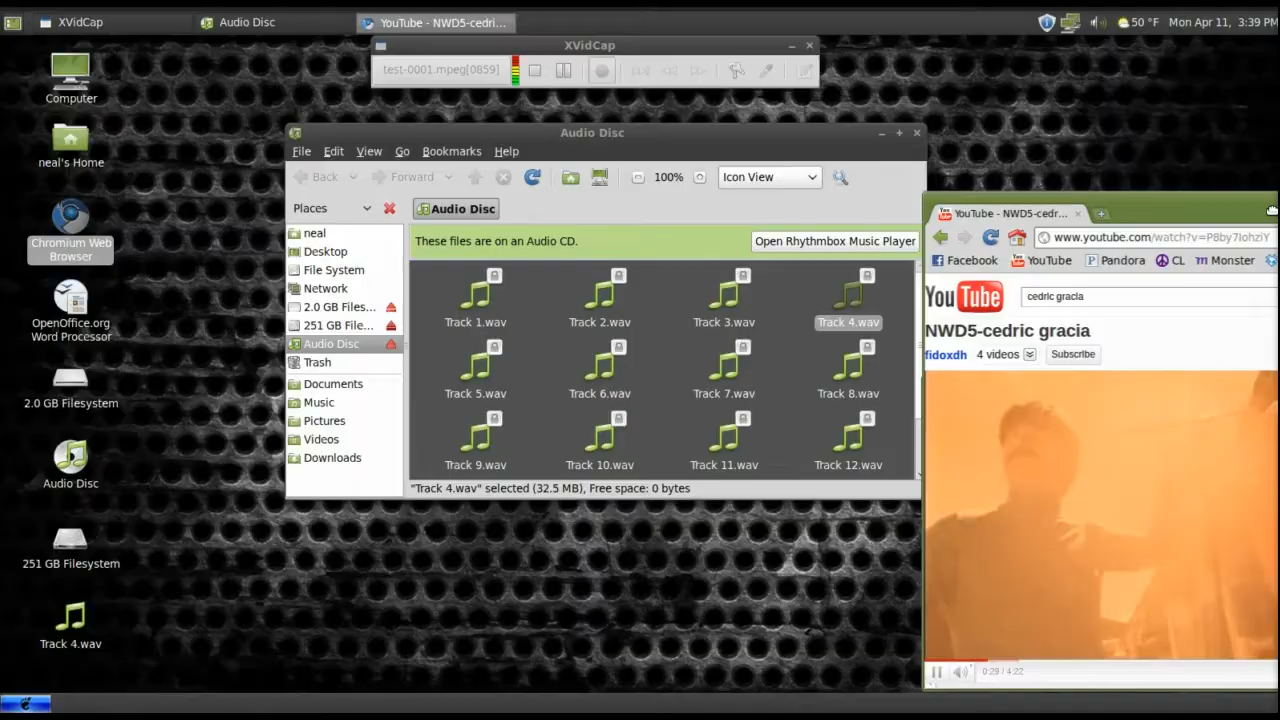 XVidCap
Audio Disc
YouTube - NWD5-cedri...
50 °F
Mon Apr 11, 3:39 PM
XVidCap
test-0001.mpeg[0859]
Computer
neal's Home
Chromium Web
Browser
OpenOffice.org
Word Processor
2.0 GB Filesystem
Audio Disc
251 GB Filesystem
Track 4.wav
Audio Disc
File Edit View Go Bookmarks Help
Back Forward 100% Icon View
Places Audio Disc
neal
Desktop
File System
Network
2.0 GB Files...
251 GB File...
Audio Disc
Trash
Documents
Music
Pictures
Videos
Downloads
These files are on an Audio CD. Open Rhythmbox Music Player
Track 1.wav Track 2.wav Track 3.wav Track 4.wav
Track 5.wav Track 6.wav Track 7.wav Track 8.wav
Track 9.wav Track 10.wav Track 11.wav Track 12.wav
"Track 4.wav" selected (32.5 MB), Free space: 0 bytes
YouTube - NWD5-cedr...
www.youtube.com/watch?v=P8by7IohziY
Facebook YouTube Pandora CL Monster
YouTube cedric gracia
NWD5-cedric gracia
fidoxdh 4 videos Subscribe
0:29 / 4:22